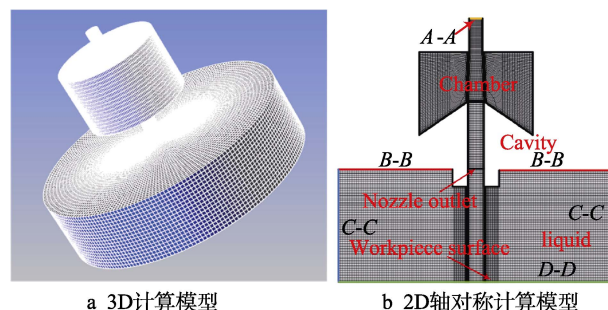 A-A
Chamber
Cavity
B-B B-B
Nozzle outlet
C-C C-C
Workpiece surface liquid
D-D
a 3D计算模型 b 2D轴对称计算模型